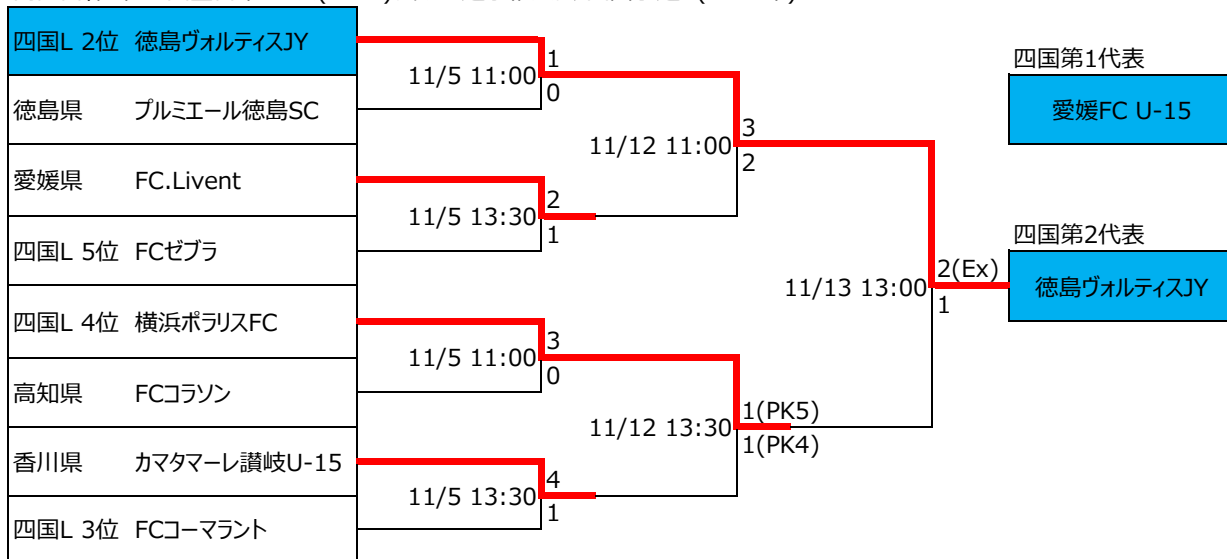 四国L 2位 徳島ヴォルティスJY
徳島県 プルミエール徳島SC
愛媛県 FC.Livent
四国L 5位 FCゼブラ
四国L 4位 横浜ポラリスFC
高知県 FCコラソン
香川県 カマタマーレ讃岐U-15
四国L 3位 FCコーマラント
11/5 11:00
1
0
11/5 13:30
2
1
11/5 11:00
3
0
11/5 13:30
4
1
11/12 11:00
3
2
11/12 13:30
1(PK5)
1(PK4)
11/13 13:00
2(Ex)
1
四国第1代表
愛媛FC U-15
四国第2代表
徳島ヴォルティスJY